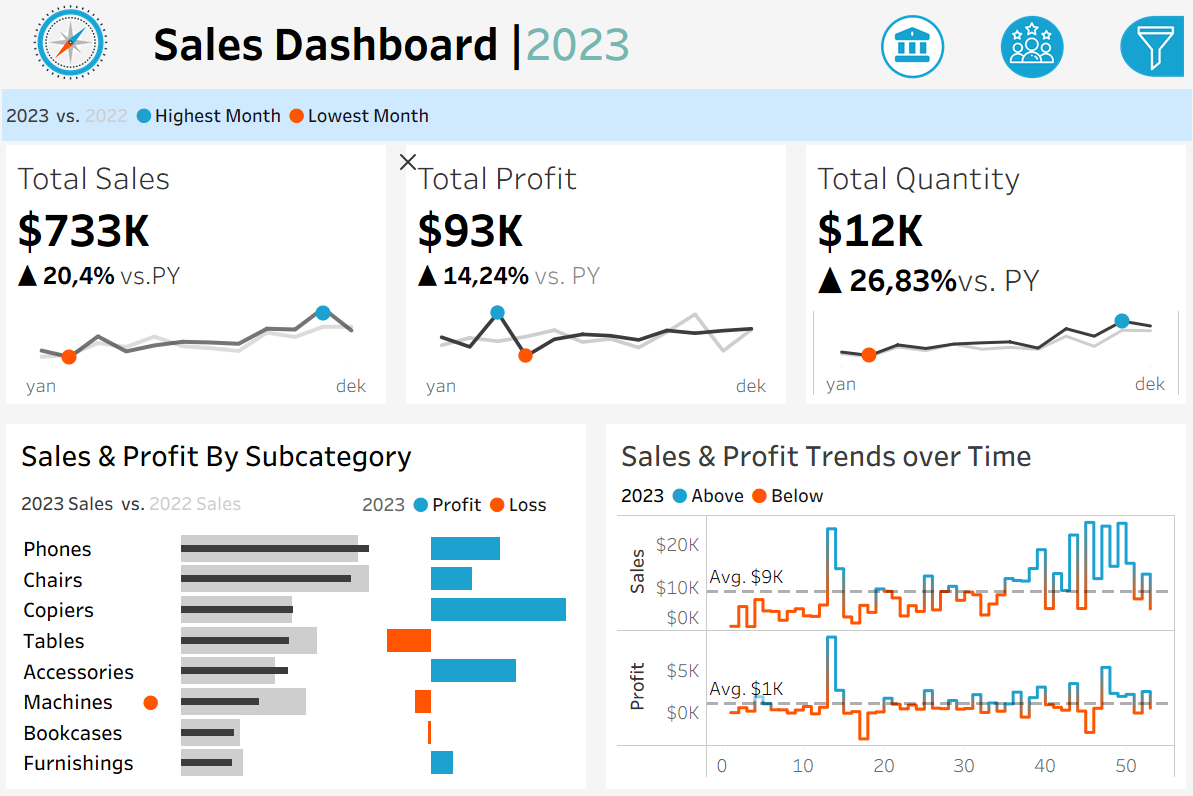 Sales Dashboard |2023
2023 vs. 2022 Highest Month Lowest Month
Total Sales
$733K
▲ 20,4% vs.PY
yan dek
Total Profit
$93K
▲ 14,24% vs. PY
yan dek
Total Quantity
$12K
▲ 26,83%vs. PY
yan dek
Sales & Profit By Subcategory
2023 Sales vs. 2022 Sales
2023 Profit Loss
Phones
Chairs
Copiers
Tables
Accessories
Machines
Bookcases
Furnishings
Sales & Profit Trends over Time
2023 Above Below
Sales
$20K
$10K
$0K
Avg. $9K
Profit
$5K
$0K
Avg. $1K
0 10 20 30 40 50